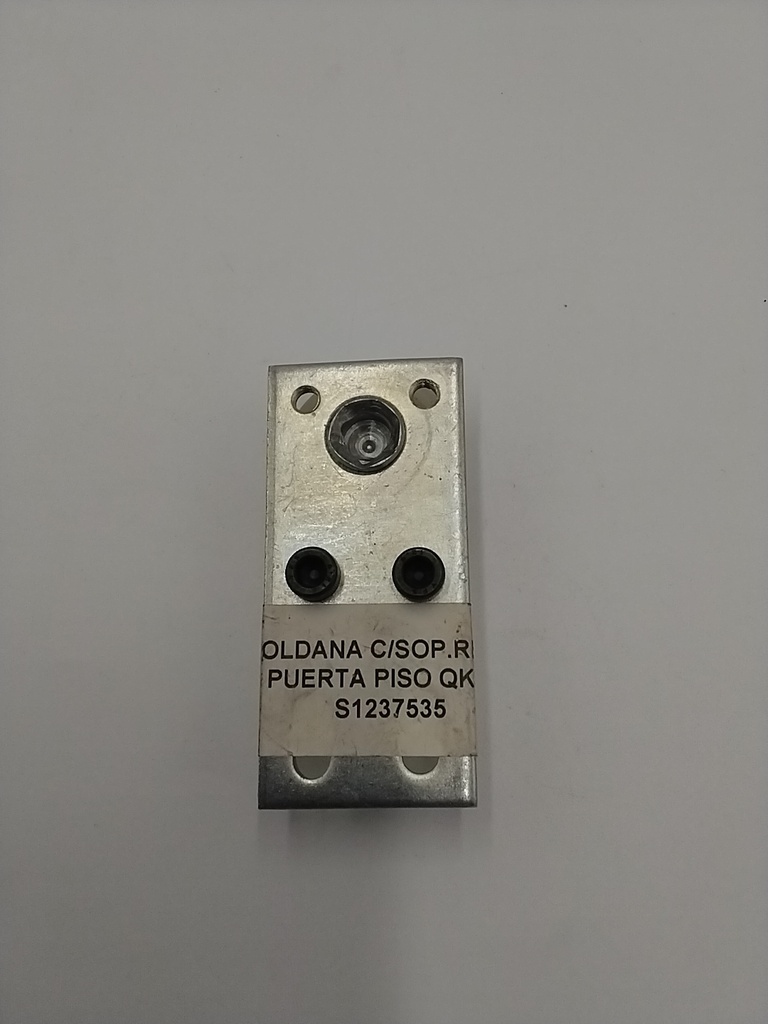 OLDANA C/SOP.R
PUERTA PISO QK
S1237535